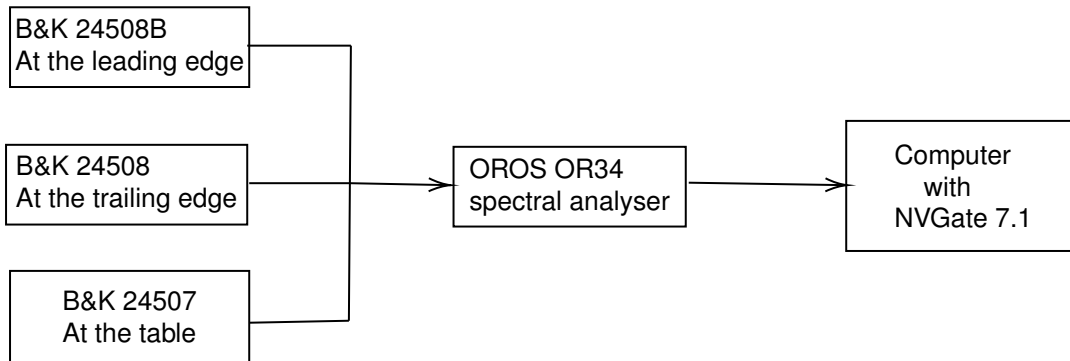 B&K 24508B
At the leading edge
B&K 24508
At the trailing edge
B&K 24507
At the table
OROS OR34
spectral analyser
Computer
with
NVGate 7.1